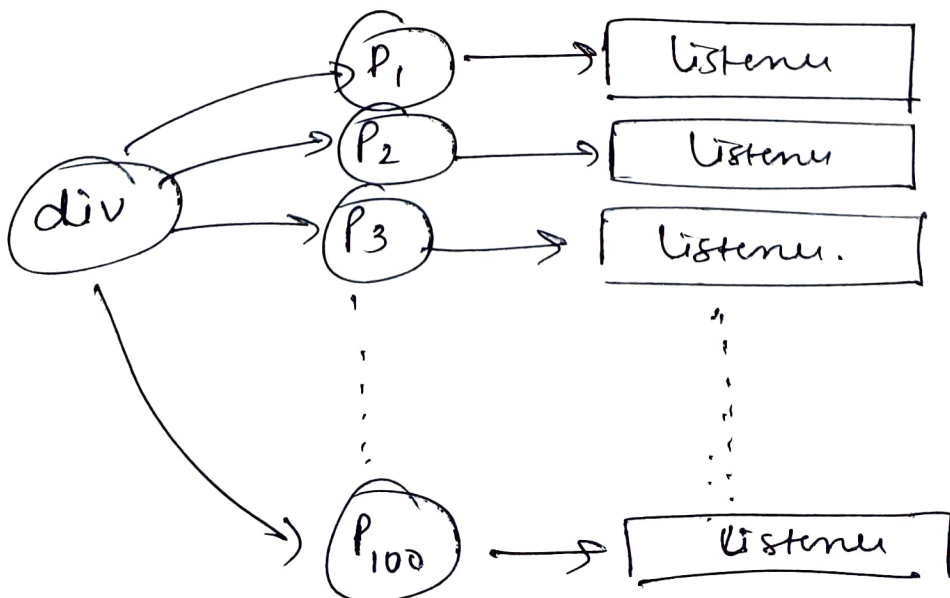 P1 Listener
P2 Listener
div
P3 Listener.
P100 Listener